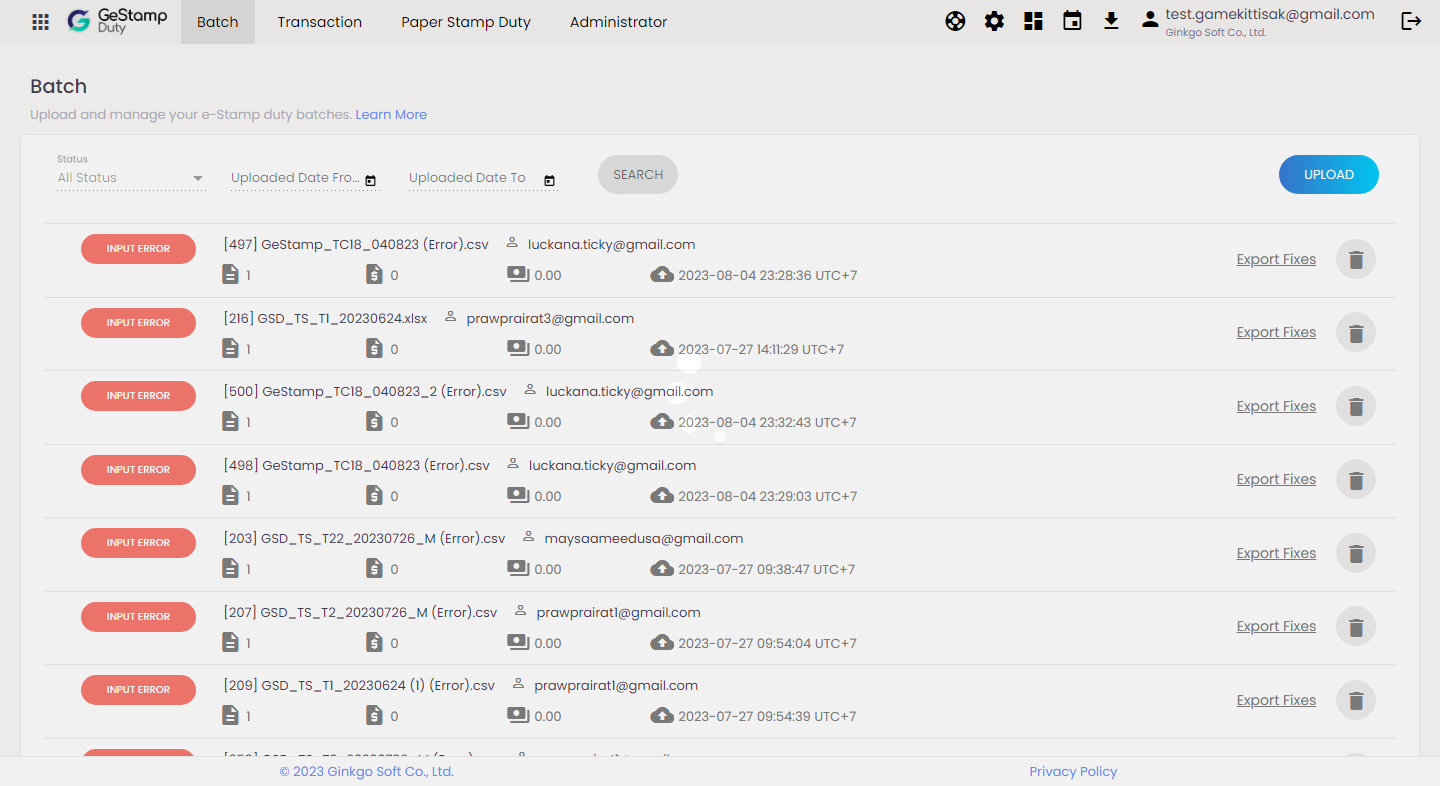 GeStamp
Duty
Batch
Transaction
Paper Stamp Duty
Administrator
test.gamekittisak@gmail.com
Ginkgo Soft Co., Ltd.
Batch
Upload and manage your e-Stamp duty batches. Learn More
Status
All Status
Uploaded Date Fro...
Uploaded Date To
SEARCH
UPLOAD
INPUT ERROR
[497] GeStamp_TC18_040823 (Error).csv luckana.ticky@gmail.com
1 0 0.00 2023-08-04 23:28:36 UTC+7
Export Fixes
INPUT ERROR
[216] GSD_TS_T1_20230624.xlsx prawprairat3@gmail.com
1 0 0.00 2023-07-27 14:11:29 UTC+7
Export Fixes
INPUT ERROR
[500] GeStamp_TC18_040823_2 (Error).csv luckana.ticky@gmail.com
1 0 0.00 2023-08-04 23:32:43 UTC+7
Export Fixes
INPUT ERROR
[498] GeStamp_TC18_040823 (Error).csv luckana.ticky@gmail.com
1 0 0.00 2023-08-04 23:29:03 UTC+7
Export Fixes
INPUT ERROR
[203] GSD_TS_T22_20230726_M (Error).csv maysaameedusa@gmail.com
1 0 0.00 2023-07-27 09:38:47 UTC+7
Export Fixes
INPUT ERROR
[207] GSD_TS_T2_20230726_M (Error).csv prawprairat1@gmail.com
1 0 0.00 2023-07-27 09:54:04 UTC+7
Export Fixes
INPUT ERROR
[209] GSD_TS_T1_20230624 (1) (Error).csv prawprairat1@gmail.com
1 0 0.00 2023-07-27 09:54:39 UTC+7
Export Fixes
© 2023 Ginkgo Soft Co., Ltd.
Privacy Policy